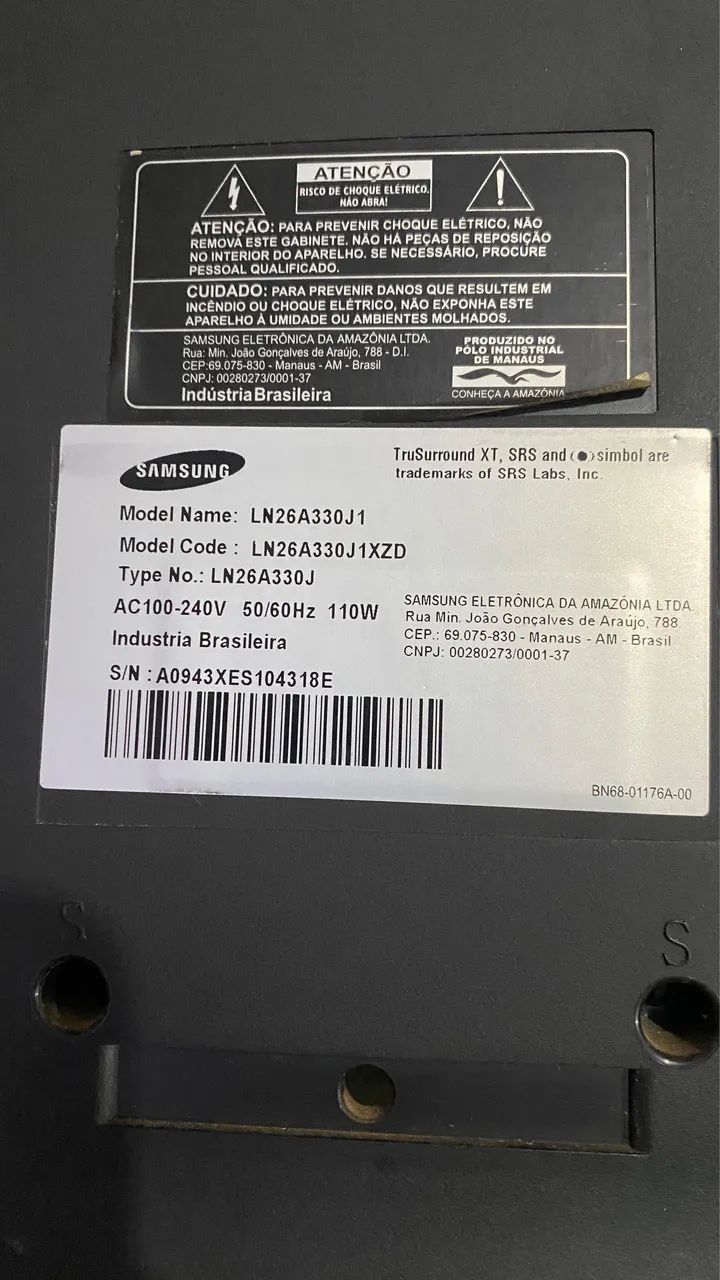 ATENÇÃO
RISCO DE CHOQUE ELÉTRICO.
NÃO ABRA!
ATENÇÃO: PARA PREVENIR CHOQUE ELÉTRICO, NÃO
REMOVA ESTE GABINETE. NÃO HÁ PEÇAS DE REPOSIÇÃO
NO INTERIOR DO APARELHO. SE NECESSÁRIO, PROCURE
PESSOAL QUALIFICADO.
CUIDADO: PARA PREVENIR DANOS QUE RESULTEM EM
INCÊNDIO OU CHOQUE ELÉTRICO, NÃO EXPONHA ESTE
APARELHO À UMIDADE OU AMBIENTES MOLHADOS.
SAMSUNG ELETRÔNICA DA AMAZÔNIA LTDA.
Rua: Min. João Gonçalves de Araújo, 788 - D.I.
CEP:69.075-830 - Manaus - AM - Brasil
CNPJ: 00280273/0001-37
Indústria Brasileira
PRODUZIDO NO
PÓLO INDUSTRIAL
DE MANAUS
CONHEÇA A AMAZÔNIA
SAMSUNG
TruSurround XT, SRS and (●) simbol are
trademarks of SRS Labs, Inc.
Model Name: LN26A330J1
Model Code : LN26A330J1XZD
Type No.: LN26A330J
AC100-240V 50/60Hz 110W
Industria Brasileira
S/N : A0943XES104318E
SAMSUNG ELETRÔNICA DA AMAZÔNIA LTDA.
Rua Min. João Gonçalves de Araújo, 788
CEP.: 69.075-830 - Manaus - AM - Brasil
CNPJ: 00280273/0001-37
BN68-01176A-00
S
S